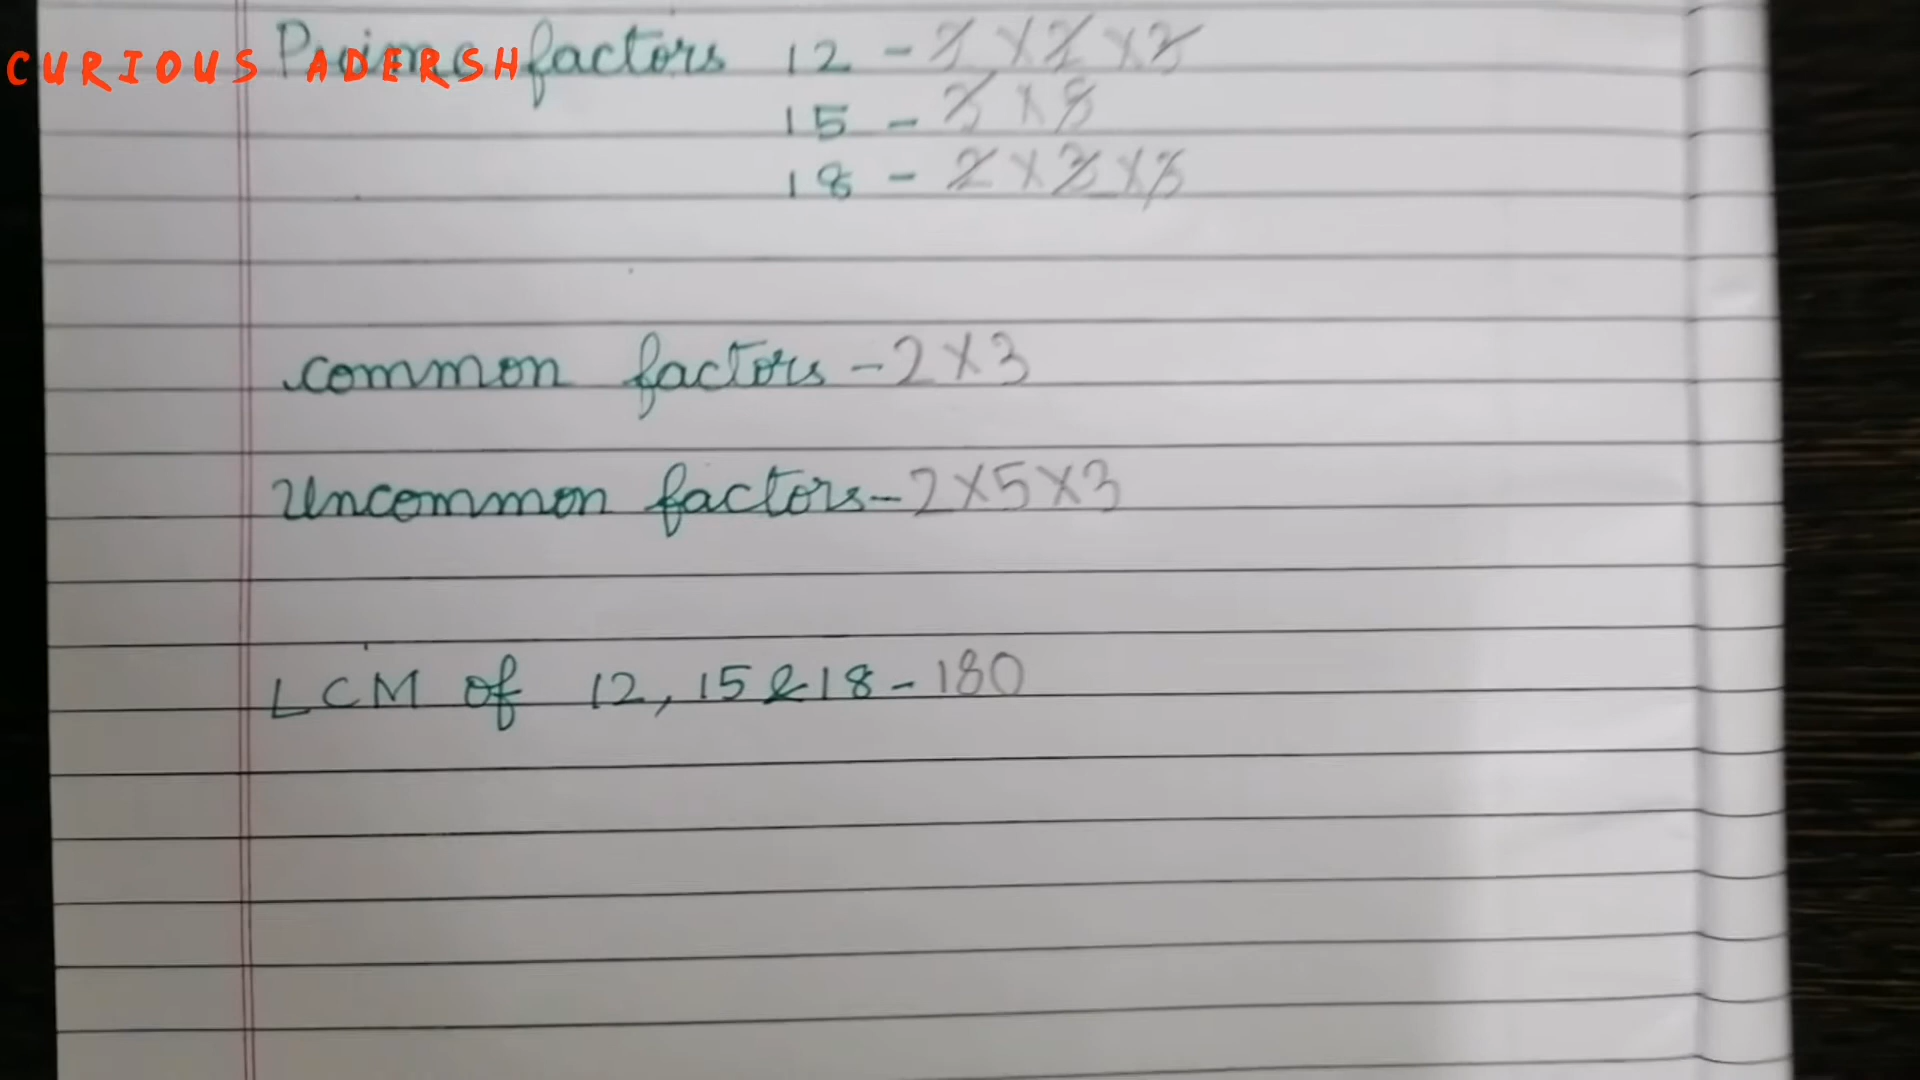 CURIOUS ADERSH
Prime factors 12 - 2 × 2 × 3
15 - 3 × 5
18 - 2 × 3 × 3
common factors - 2 × 3
Uncommon factors - 2 × 5 × 3
LCM of 12, 15 & 18 - 180